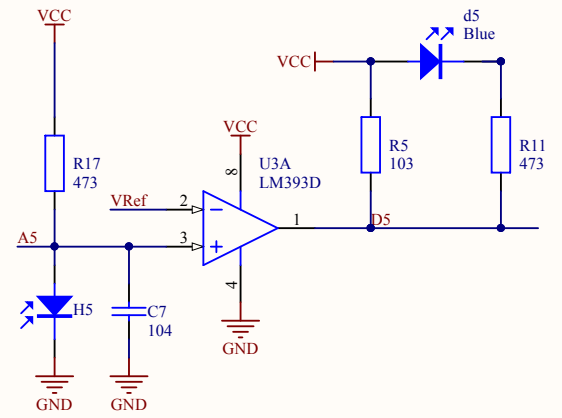 VCC
d5
Blue
VCC
VCC
R17
473
8
U3A
LM393D
R5
103
R11
473
VRef
2
1
D5
A5
3
4
H5
C7
104
GND
GND
GND